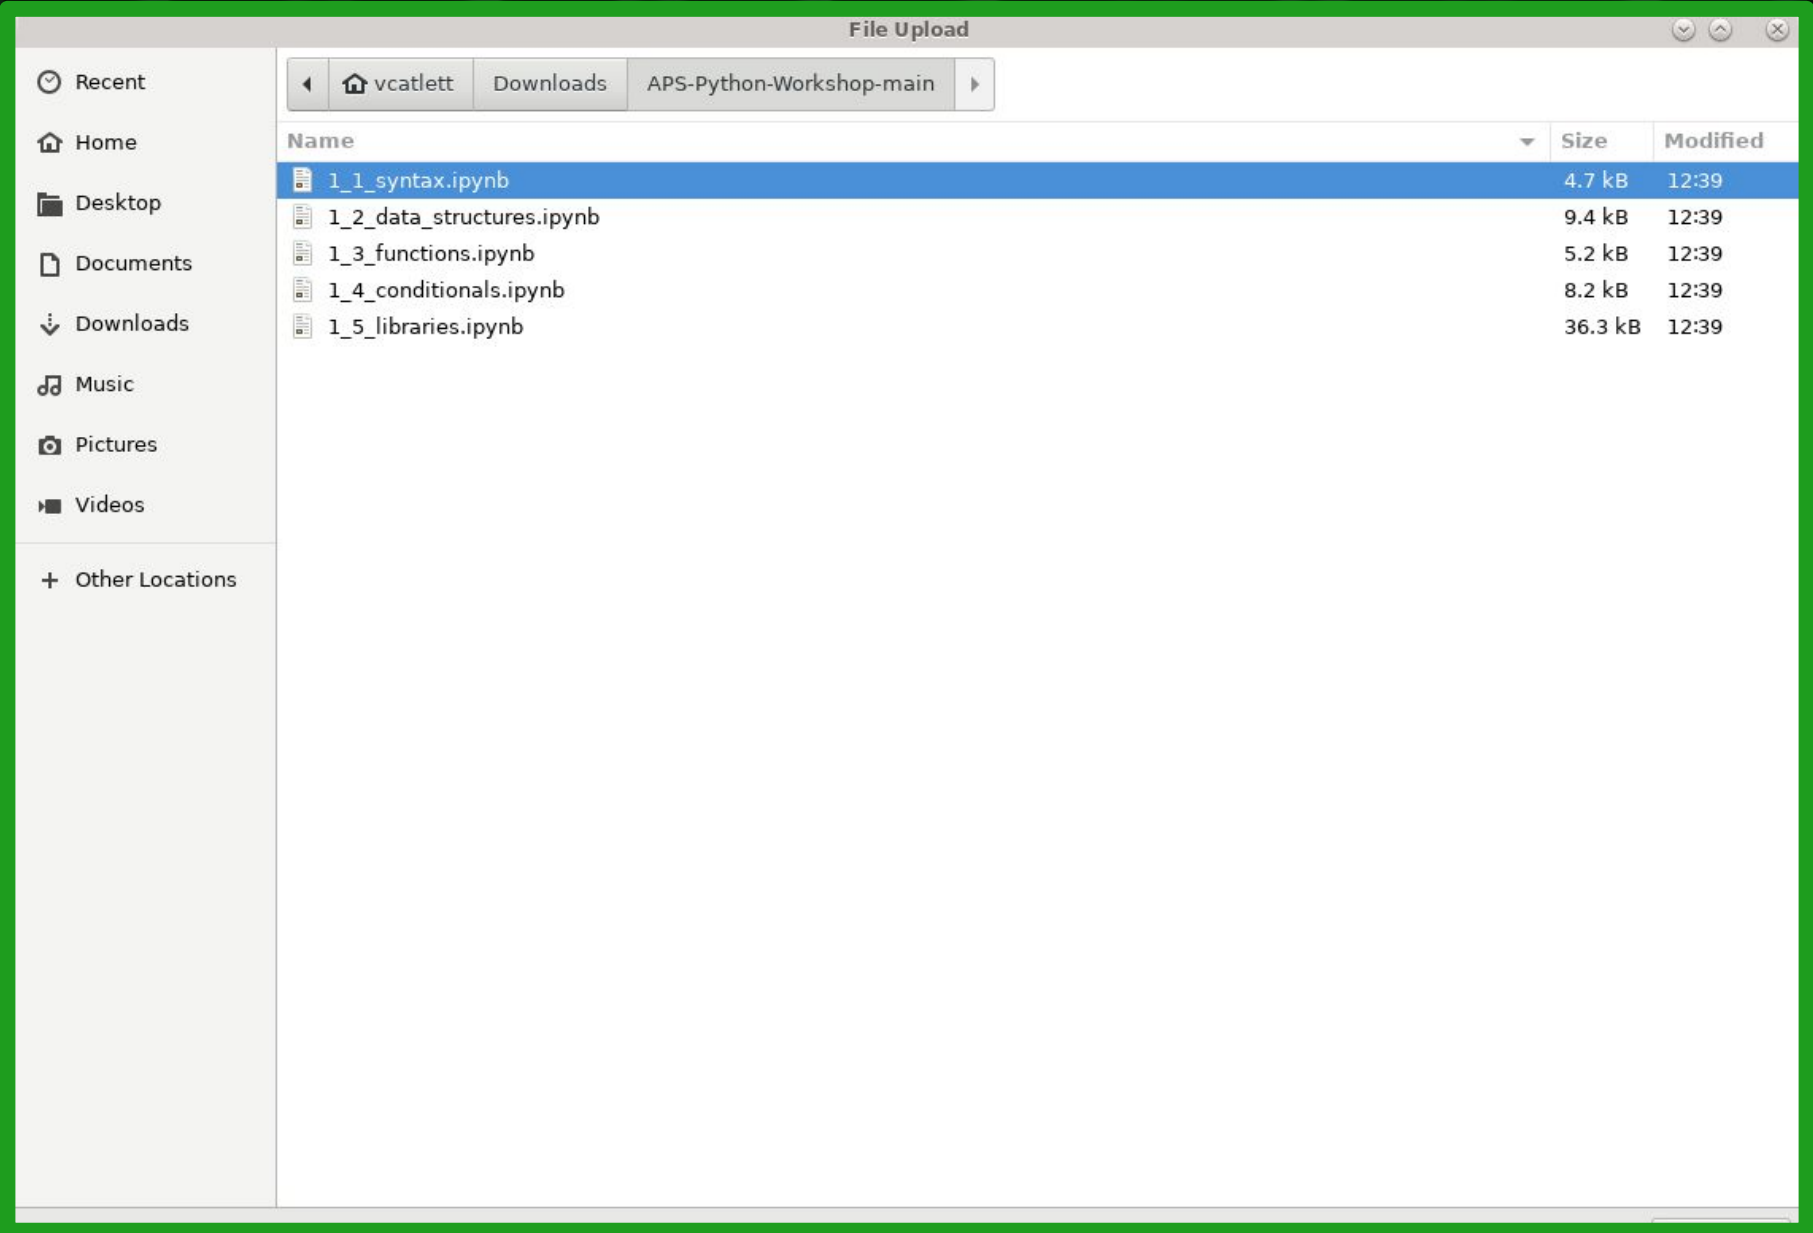 File Upload
Recent
Home
Desktop
Documents
Downloads
Music
Pictures
Videos
Other Locations
vcatlett Downloads APS-Python-Workshop-main
Name Size Modified
1_1_syntax.ipynb 4.7 kB 12:39
1_2_data_structures.ipynb 9.4 kB 12:39
1_3_functions.ipynb 5.2 kB 12:39
1_4_conditionals.ipynb 8.2 kB 12:39
1_5_libraries.ipynb 36.3 kB 12:39